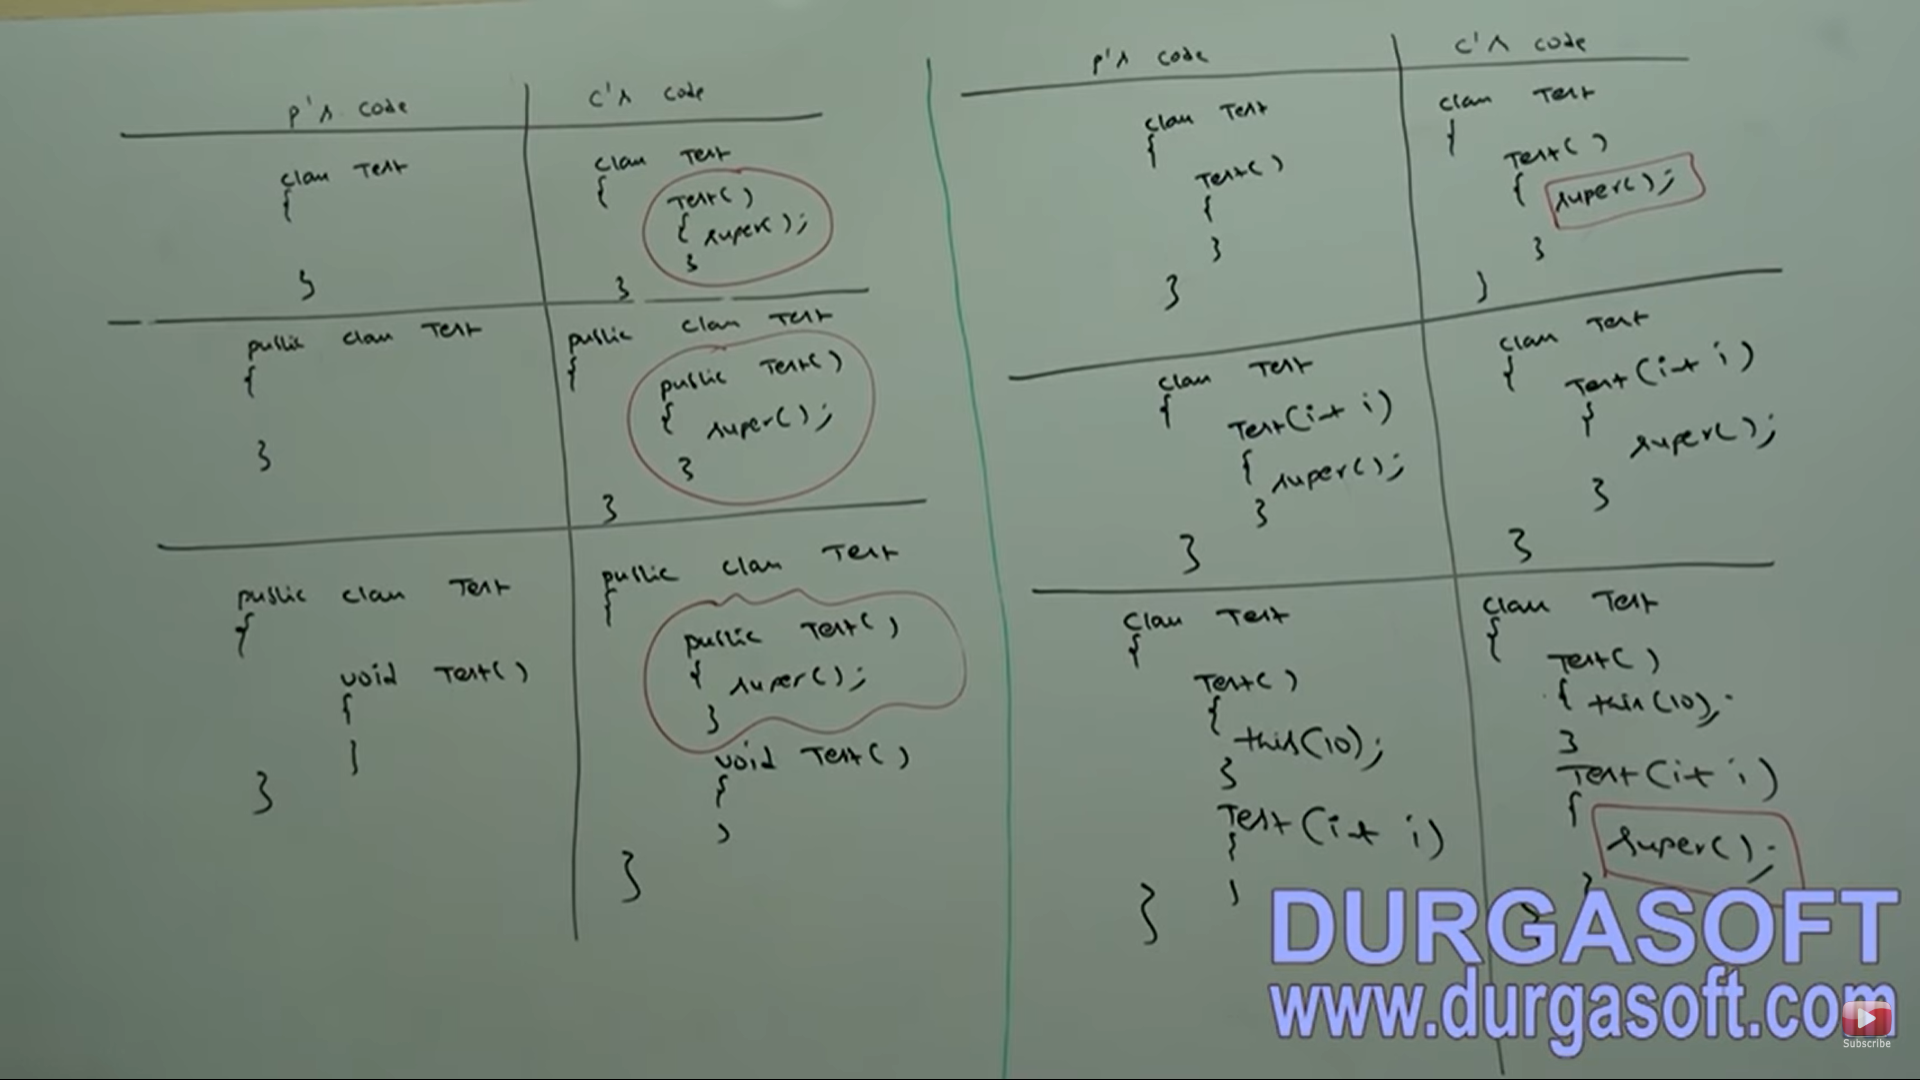 p's code
c's code
class Test
{
}
class Test
{
Test()
{ super();
}
}
public class Test
{
}
public class Test
{
public Test()
{
super();
}
}
public class Test
{
void Test()
{
}
}
public class Test
{
public Test()
{ super();
}
void Test()
{
}
}
p's code
c's code
class Test
{
Test()
{
}
}
class Test
{
Test()
{ super();
}
}
class Test
{
Test(int i)
{ super();
}
}
class Test
{
Test(int i)
{
super();
}
}
class Test
{
Test()
{
this(10);
}
Test(int i)
{
}
}
class Test
{
Test()
{ this(10);
}
Test(int i)
{
super();
}
}
DURGASOFT
www.durgasoft.com
Subscribe